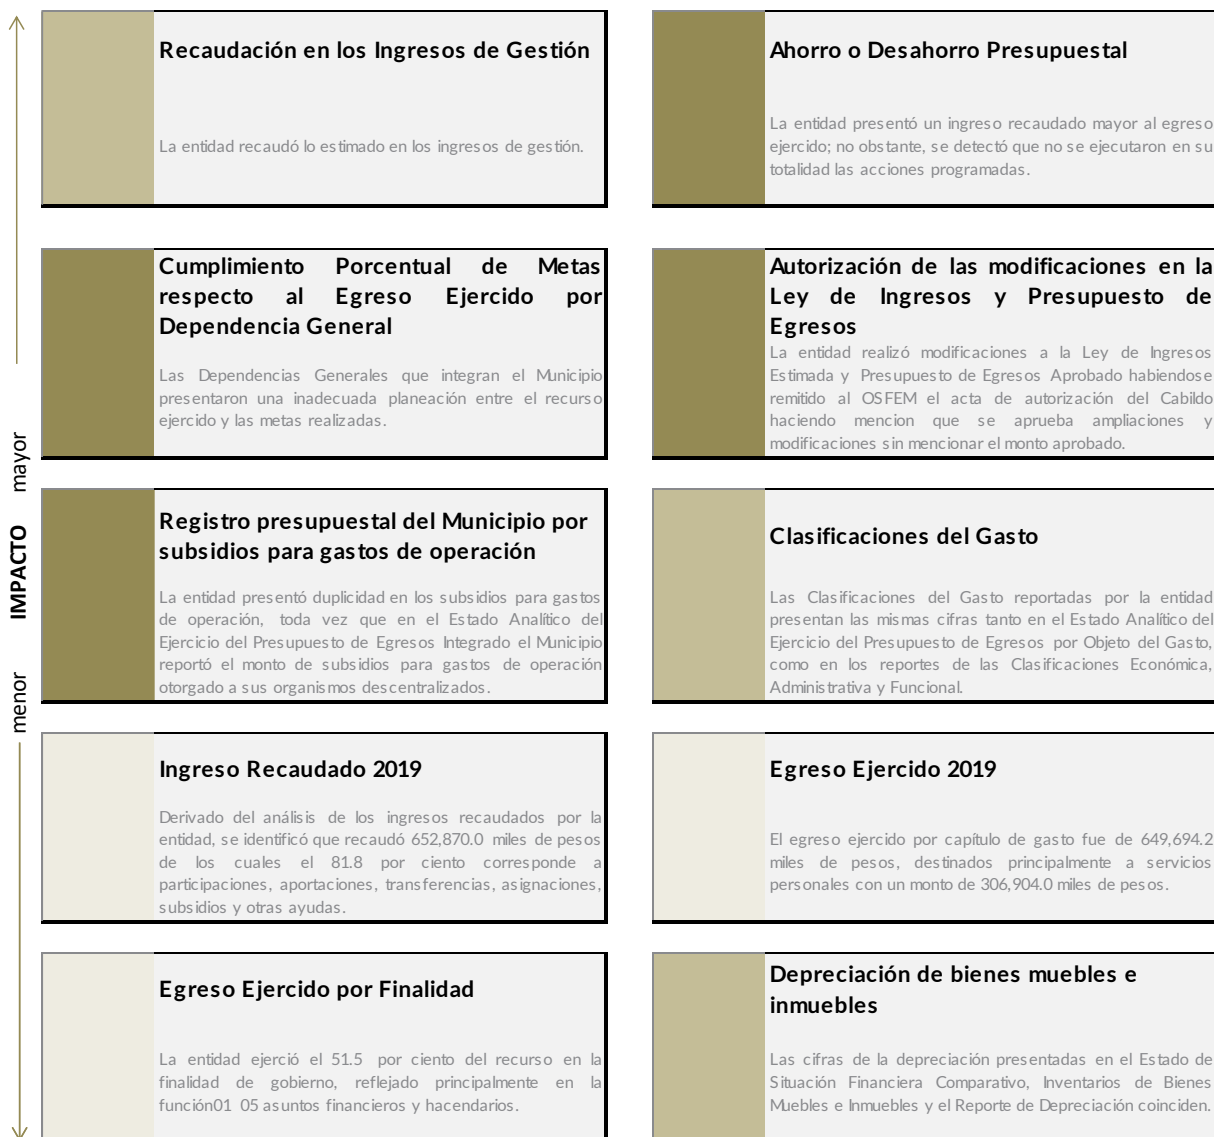 Recaudación en los Ingresos de Gestión
La entidad recaudó lo estimado en los ingresos de gestión.
Ahorro o Desahorro Presupuestal
La entidad presentó un ingreso recaudado mayor al egreso
ejercido; no obstante, se detectó que no se ejecutaron en su
totalidad las acciones programadas.
Cumplimiento Porcentual de Metas
respecto al Egreso Ejercido por
Dependencia General
Las Dependencias Generales que integran el Municipio
presentaron una inadecuada planeación entre el recurso
ejercido y las metas realizadas.
Autorización de las modificaciones en la
Ley de Ingresos y Presupuesto de
Egresos
La entidad realizó modificaciones a la Ley de Ingresos
Estimada y Presupuesto de Egresos Aprobado habiendose
remitido al OSFEM el acta de autorización del Cabildo
haciendo mencion que se aprueba ampliaciones y
modificaciones sin mencionar el monto aprobado.
menor IMPACTO mayor
Registro presupuestal del Municipio por
subsidios para gastos de operación
La entidad presentó duplicidad en los subsidios para gastos
de operación, toda vez que en el Estado Analítico del
Ejercicio del Presupuesto de Egresos Integrado el Municipio
reportó el monto de subsidios para gastos de operación
otorgado a sus organismos descentralizados.
Clasificaciones del Gasto
Las Clasificaciones del Gasto reportadas por la entidad
presentan las mismas cifras tanto en el Estado Analítico del
Ejercicio del Presupuesto de Egresos por Objeto del Gasto,
como en los reportes de las Clasificaciones Económica,
Administrativa y Funcional.
Ingreso Recaudado 2019
Derivado del análisis de los ingresos recaudados por la
entidad, se identificó que recaudó 652,870.0 miles de pesos
de los cuales el 81.8 por ciento corresponde a
participaciones, aportaciones, transferencias, asignaciones,
subsidios y otras ayudas.
Egreso Ejercido 2019
El egreso ejercido por capítulo de gasto fue de 649,694.2
miles de pesos, destinados principalmente a servicios
personales con un monto de 306,904.0 miles de pesos.
Egreso Ejercido por Finalidad
La entidad ejerció el 51.5 por ciento del recurso en la
finalidad de gobierno, reflejado principalmente en la
función01 05 asuntos financieros y hacendarios.
Depreciación de bienes muebles e
inmuebles
Las cifras de la depreciación presentadas en el Estado de
Situación Financiera Comparativo, Inventarios de Bienes
Muebles e Inmuebles y el Reporte de Depreciación coinciden.